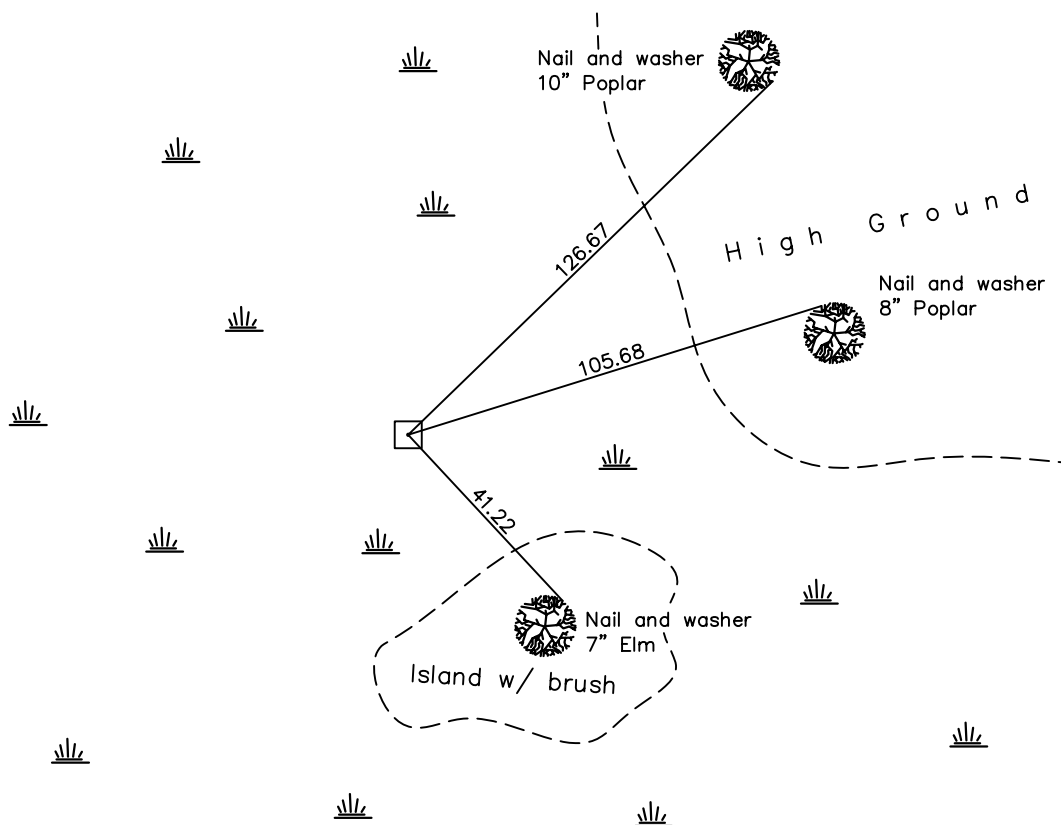 Nail and washer
10” Poplar
High Ground
126.67
Nail and washer
8” Poplar
105.68
41.22
Nail and washer
7” Elm
Island w/ brush